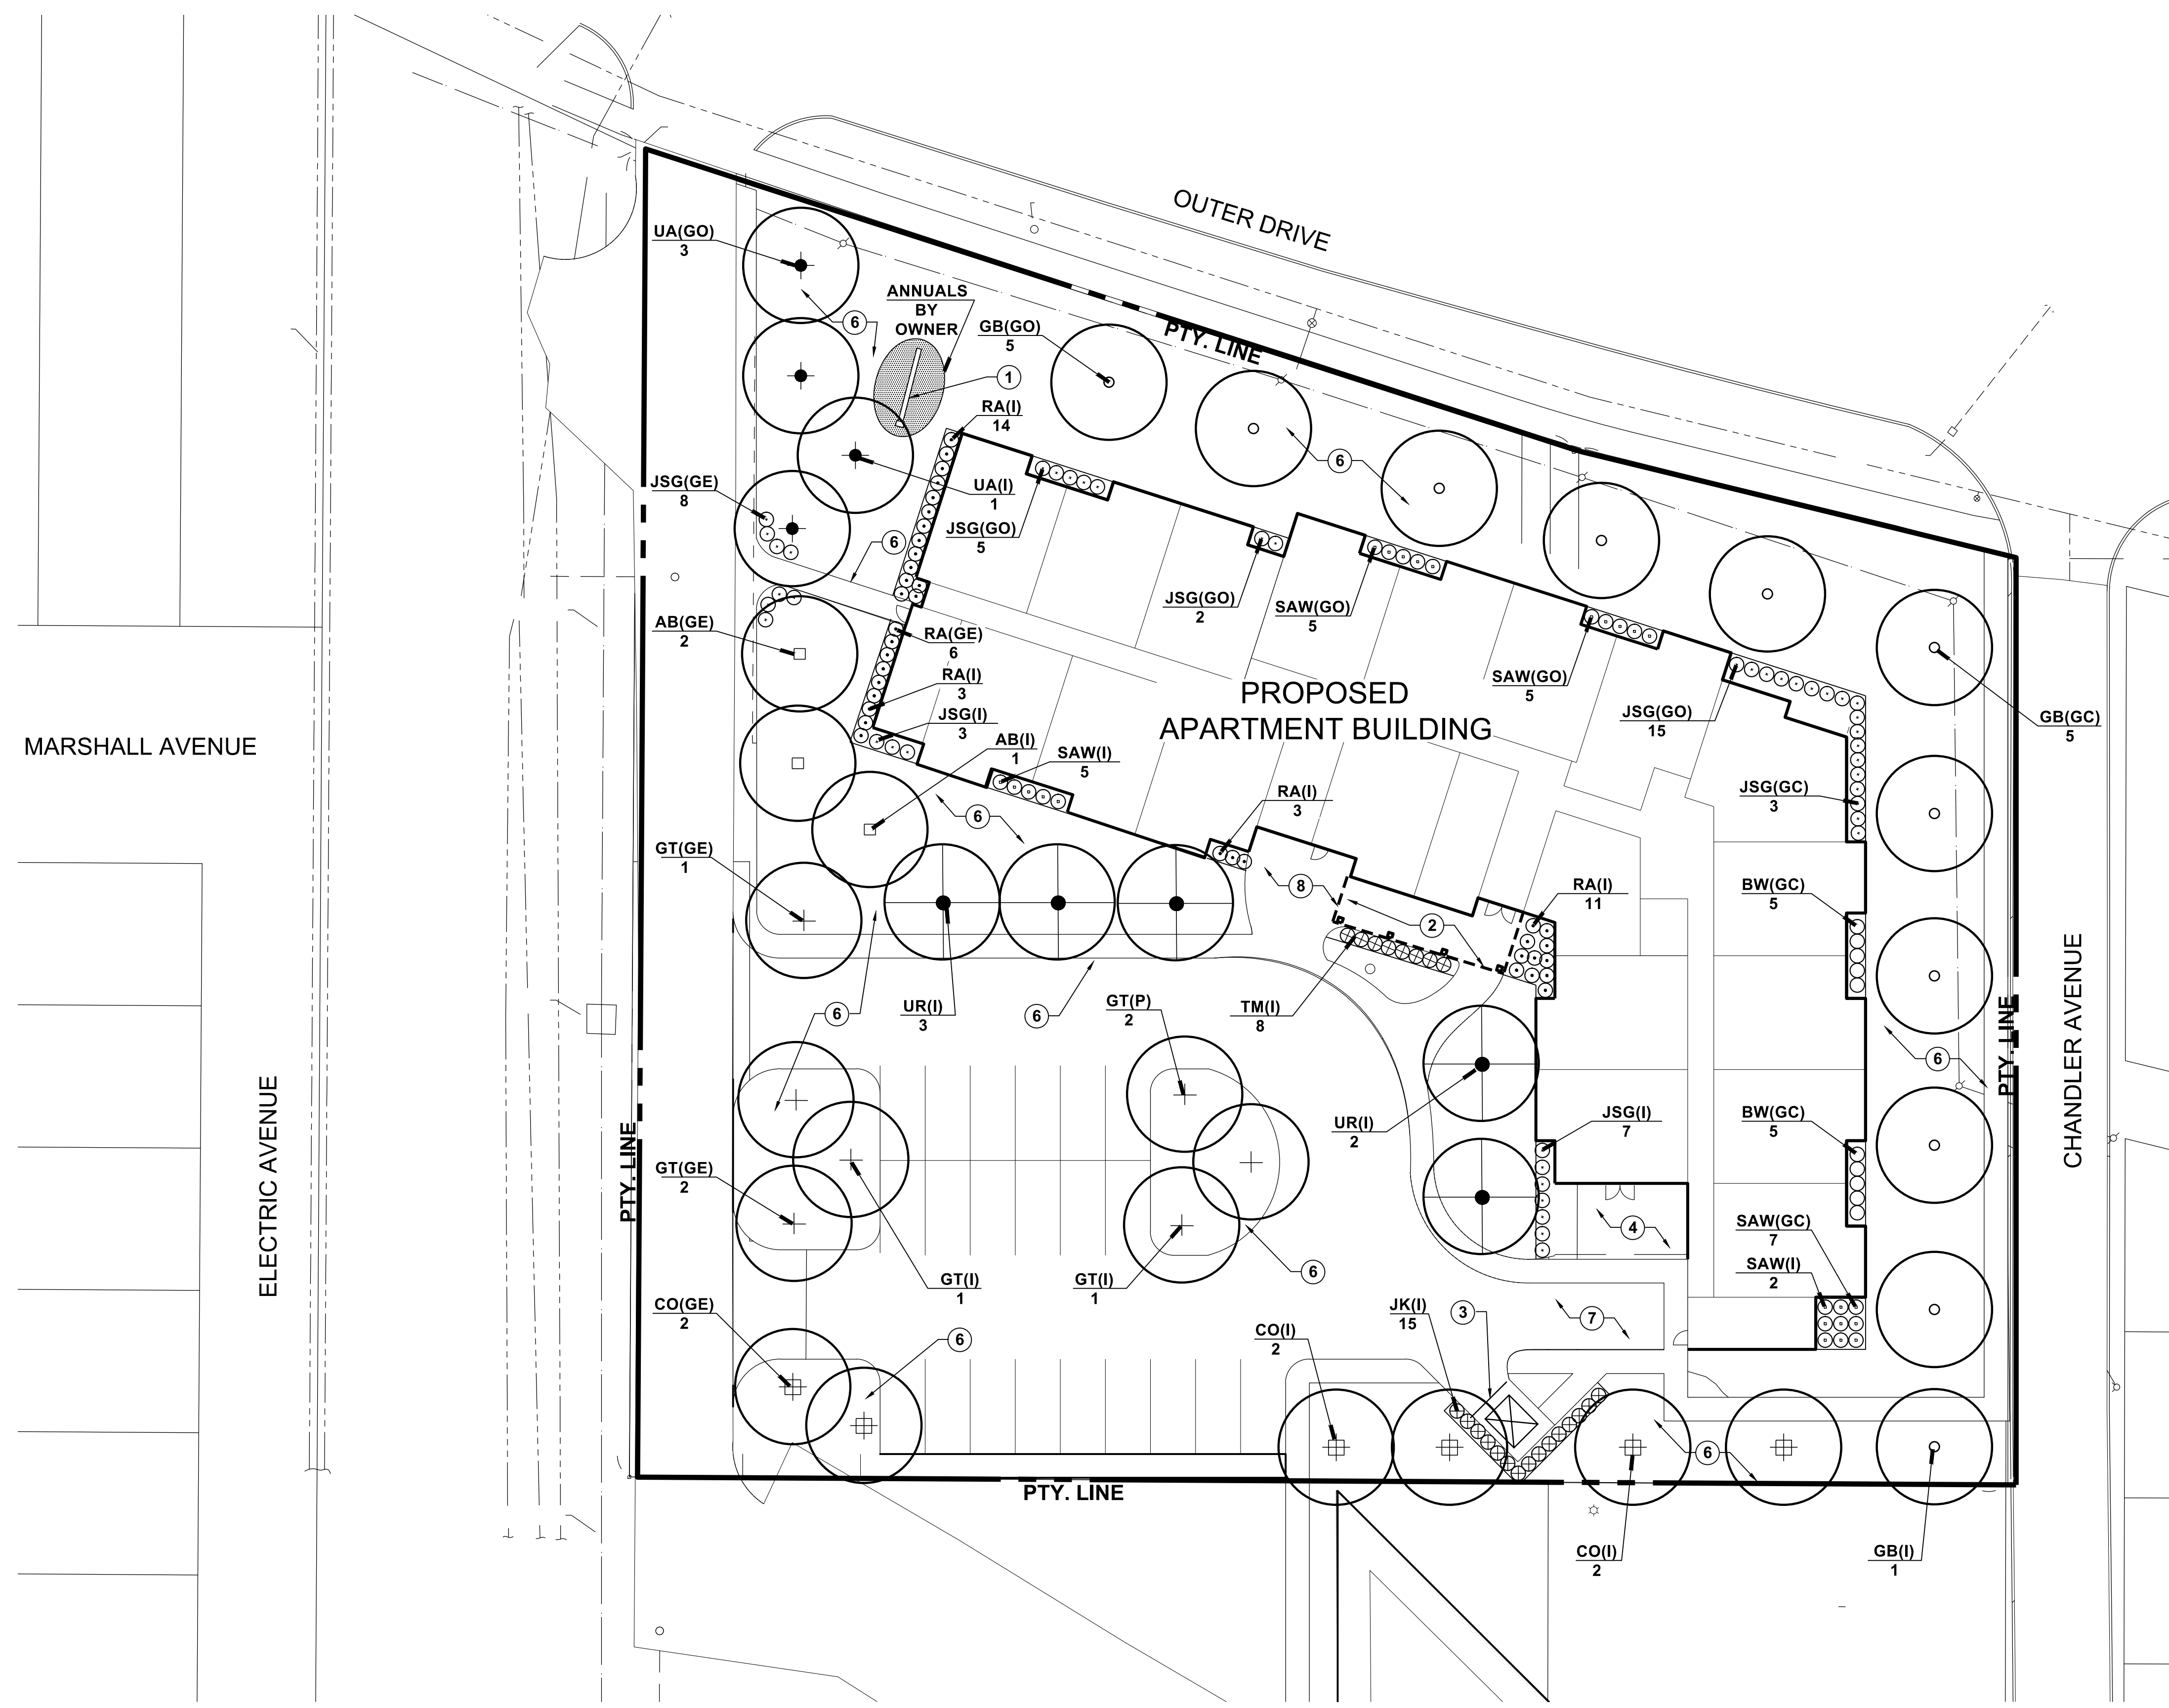 OUTER DRIVE
UA(GO)
3
ANNUALS
BY
OWNER
6
GB(GO)
5
PTY. LINE
1
RA(I)
14
6
JSG(GE)
8
UA(I)
1
JSG(GO)
5
6
JSG(GO)
2
SAW(GO)
5
AB(GE)
2
RA(GE)
6
RA(I)
3
JSG(I)
3
AB(I)
1
SAW(I)
5
PROPOSED
APARTMENT BUILDING
SAW(GO)
5
JSG(GO)
15
GB(GC)
5
MARSHALL AVENUE
JSG(GC)
3
RA(I)
3
6
GT(GE)
1
8
2
RA(I)
11
BW(GC)
5
UR(I)
3
6
6
GT(P)
2
TM(I)
8
PTY. LINE
CHANDLER AVENUE
6
ELECTRIC AVENUE
PTY. LINE
UR(I)
2
JSG(I)
7
BW(GC)
5
GT(GE)
2
4
SAW(GC)
7
SAW(I)
2
GT(I)
1
GT(I)
1
6
CO(GE)
2
6
CO(I)
2
JK(I)
15
3
7
6
PTY. LINE
CO(I)
2
GB(I)
1